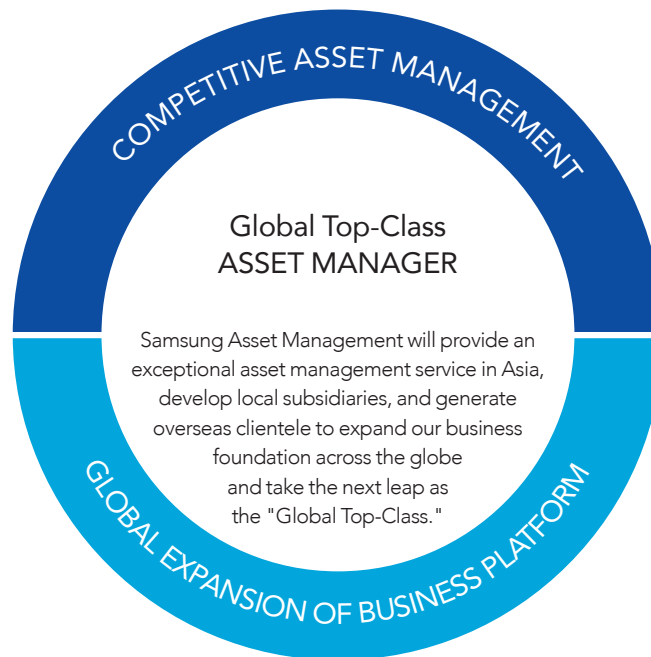 COMPETITIVE ASSET MANAGEMENT
Global Top-Class
ASSET MANAGER
Samsung Asset Management will provide an
exceptional asset management service in Asia,
develop local subsidiaries, and generate
overseas clientele to expand our business
foundation across the globe
and take the next leap as
the "Global Top-Class."
GLOBAL EXPANSION OF BUSINESS PLATFORM